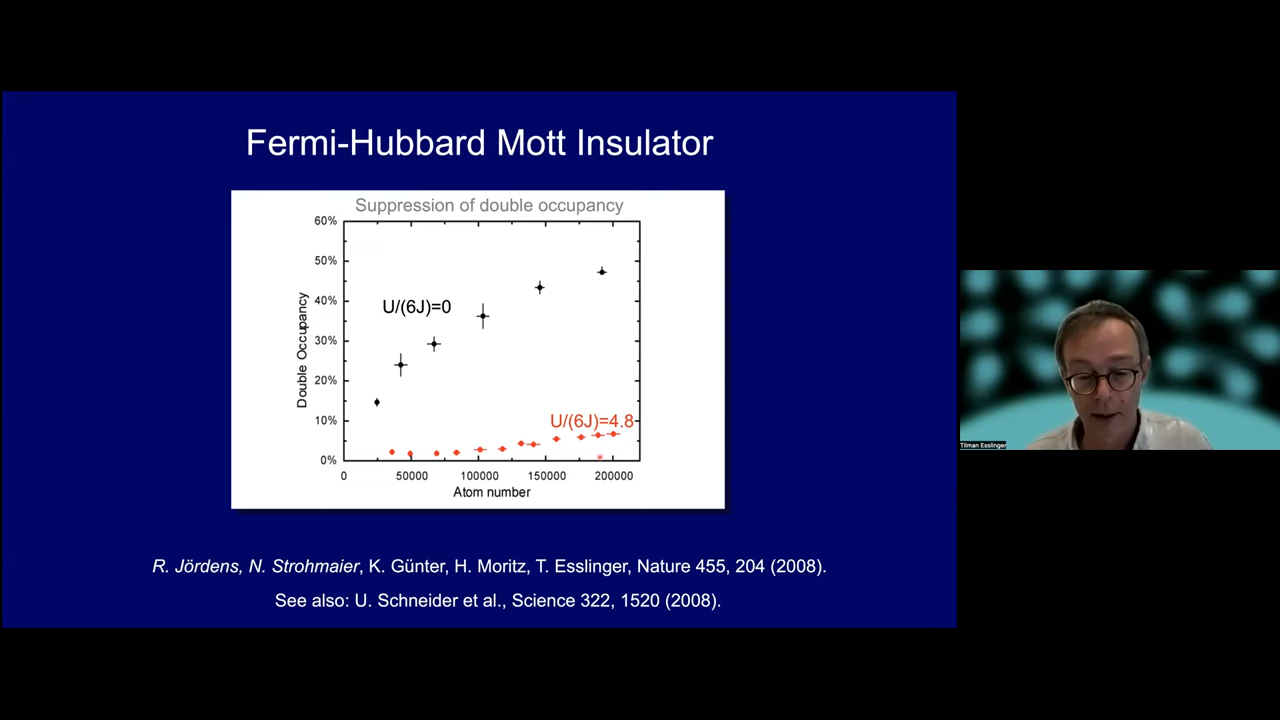 Fermi-Hubbard Mott Insulator
Suppression of double occupancy
60%
50%
40%
30%
20%
10%
0%
Double Occupancy
U/(6J)=0
U/(6J)=4.8
0
50000
100000
150000
200000
Atom number
R. Jördens, N. Strohmaier, K. Günter, H. Moritz, T. Esslinger, Nature 455, 204 (2008).
See also: U. Schneider et al., Science 322, 1520 (2008).
Tilman Esslinger